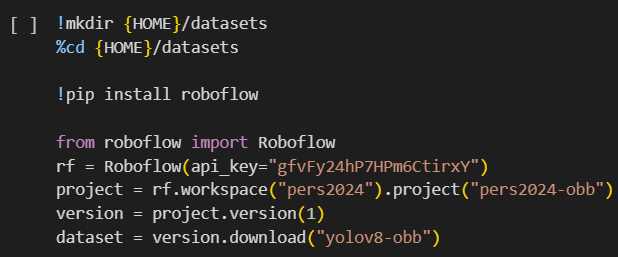 [ ] !mkdir {HOME}/datasets
%cd {HOME}/datasets
!pip install roboflow
from roboflow import Roboflow
rf = Roboflow(api_key="gfvFy24hP7HPm6CtirxY")
project = rf.workspace("pers2024").project("pers2024-obb")
version = project.version(1)
dataset = version.download("yolov8-obb")